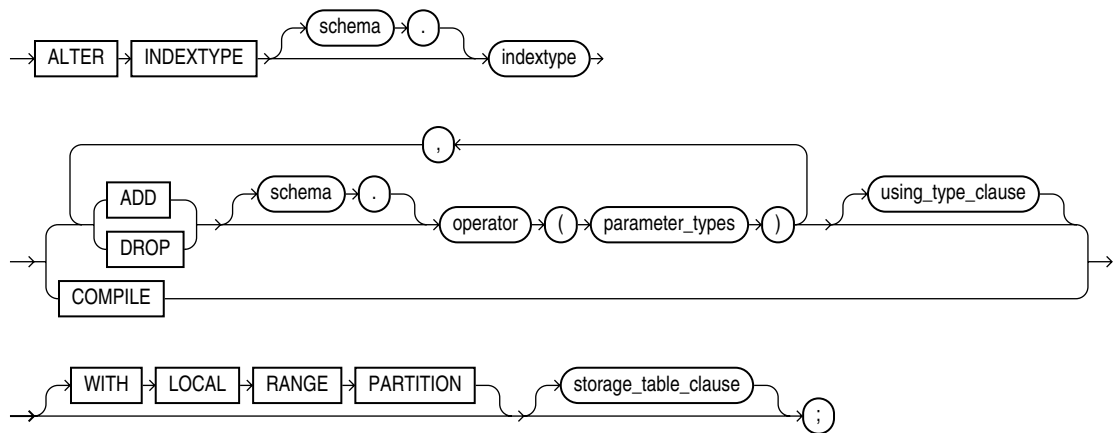 schema .
ALTER INDEXTYPE indextype
,
ADD schema . using_type_clause
DROP operator ( parameter_types )
COMPILE
WITH LOCAL RANGE PARTITION storage_table_clause
;